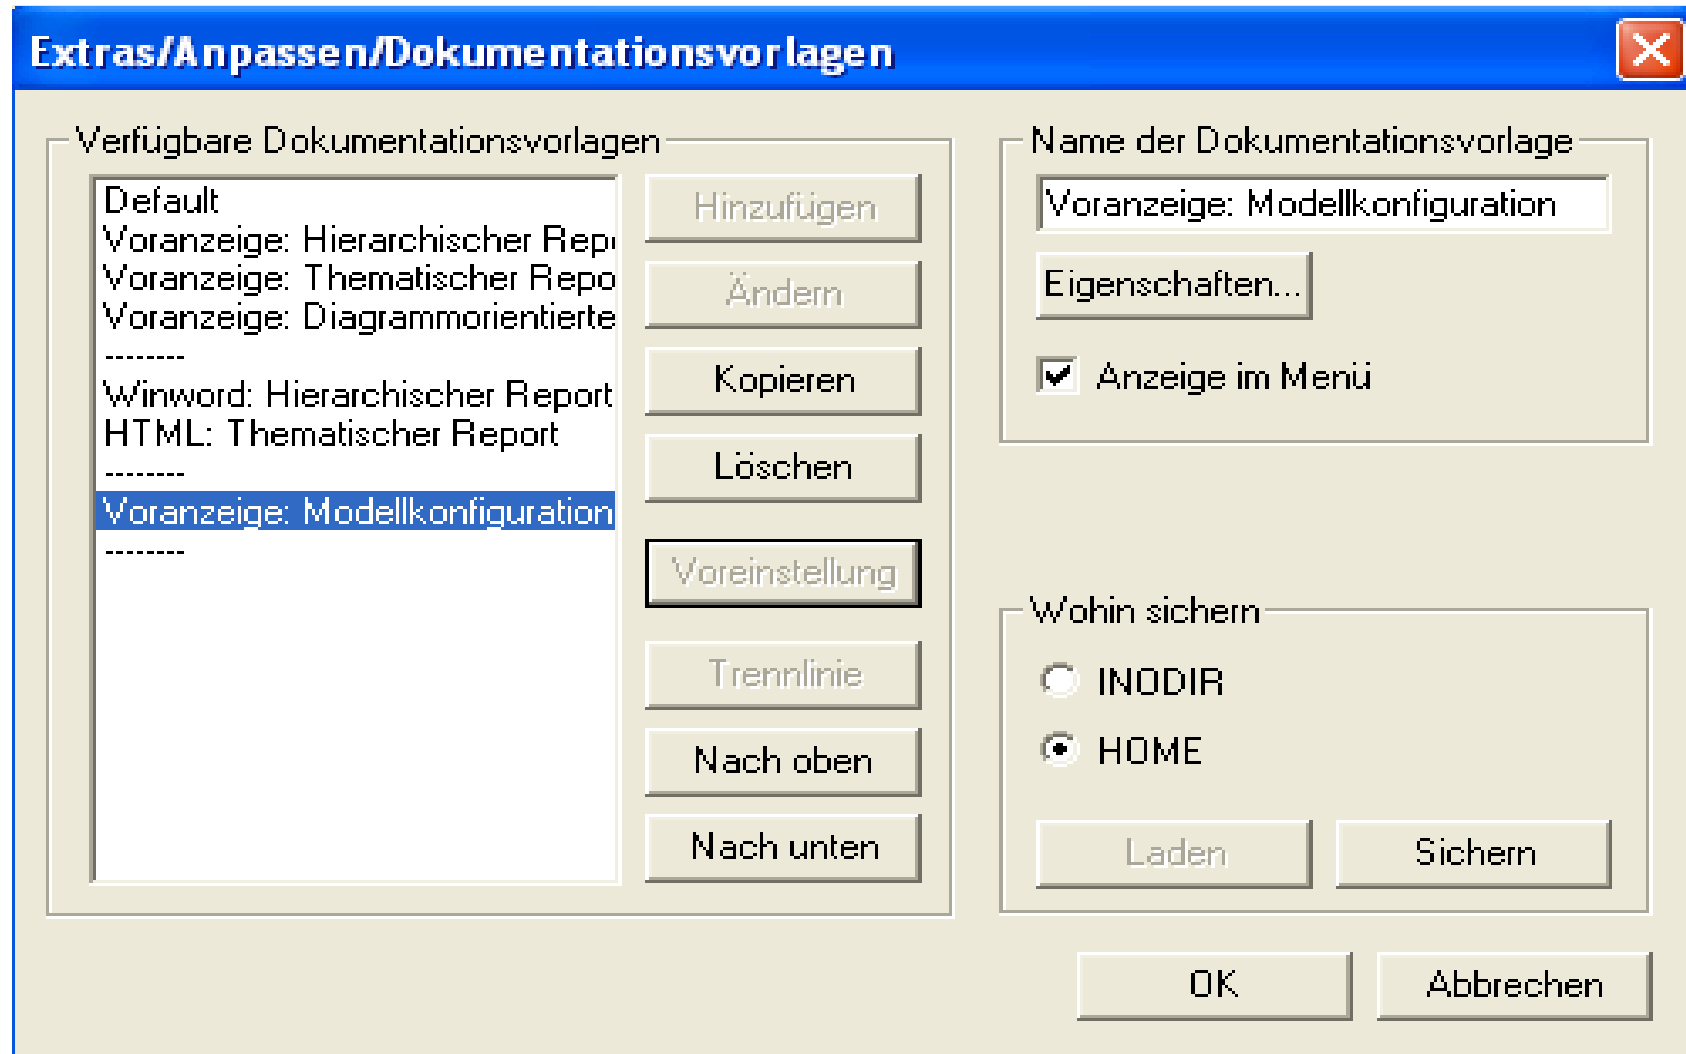 Extras/Anpassen/Dokumentationsvorlagen
Verfügbare Dokumentationsvorlagen
Default
Voranzeige: Hierarchischer Repo
Voranzeige: Thematischer Repo
Voranzeige: Diagrammorientierte
--------
Winword: Hierarchischer Report
HTML: Thematischer Report
--------
Voranzeige: Modellkonfiguration
--------
Hinzufügen
Ändern
Kopieren
Löschen
Voreinstellung
Trennlinie
Nach oben
Nach unten
Name der Dokumentationsvorlage
Voranzeige: Modellkonfiguration
Eigenschaften...
Anzeige im Menü
Wohin sichern
INODIR
HOME
Laden
Sichern
OK
Abbrechen